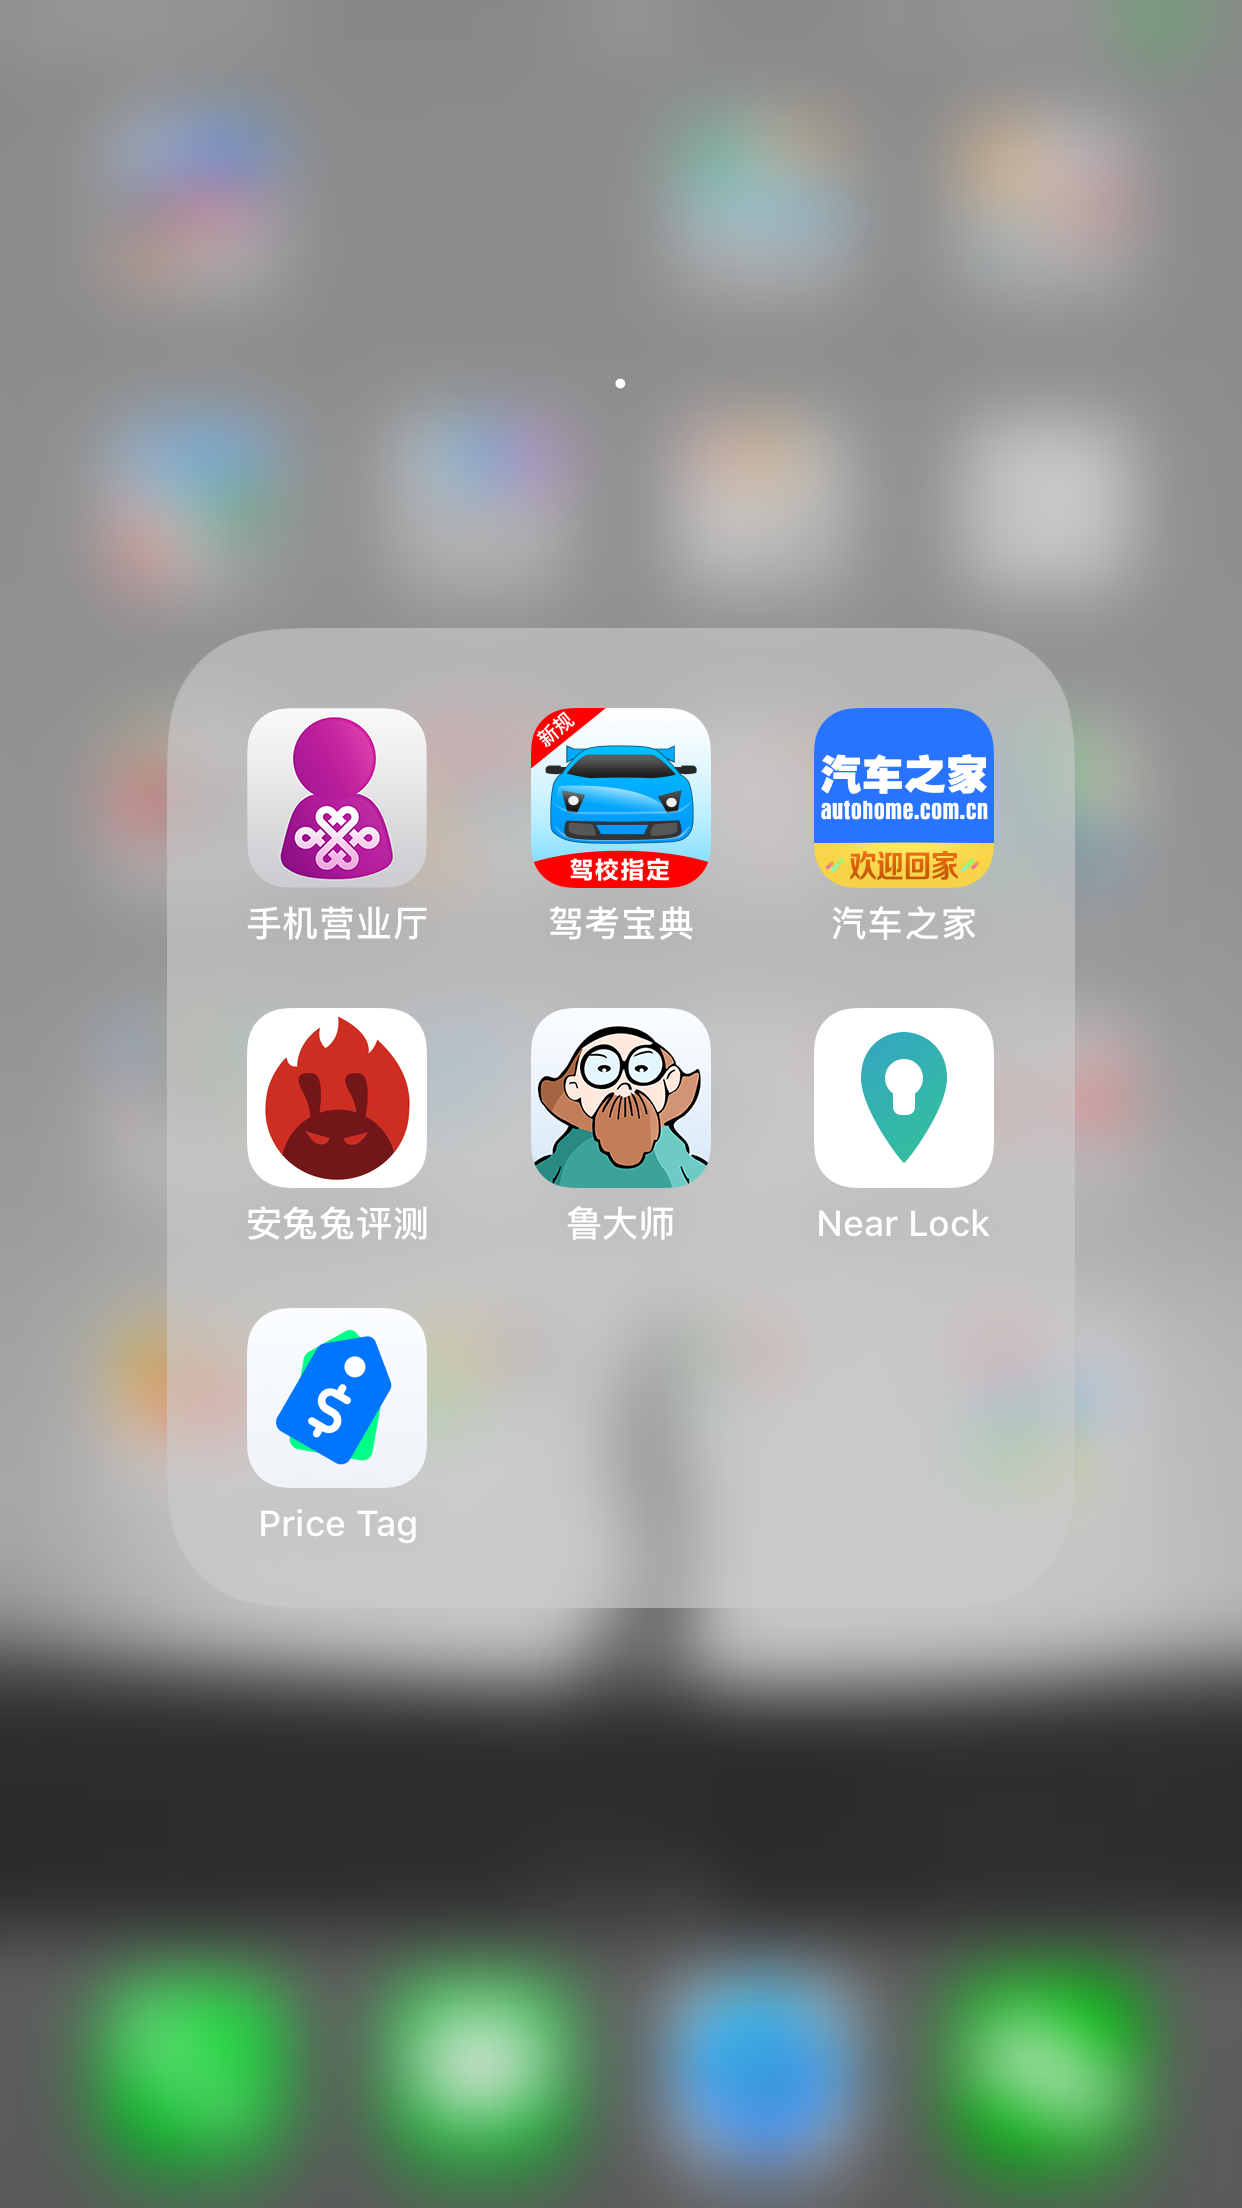 新规
驾校指定
汽车之家
autohome.com.cn
欢迎回家
手机营业厅
驾考宝典
汽车之家
$
安兔兔评测
鲁大师
Near Lock
Price Tag